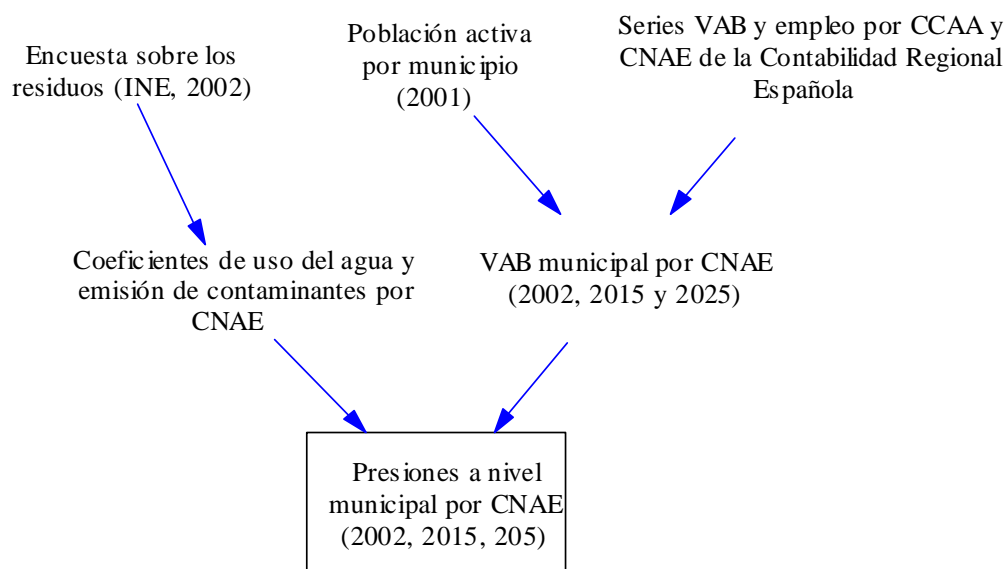 Encuesta sobre los
residuos (INE, 2002)
Población activa
por municipio
(2001)
Series VAB y empleo por CCAA y
CNAE de la Contabilidad Regional
Española
Coeficientes de uso del agua y
emisión de contaminantes por
CNAE
VAB municipal por CNAE
(2002, 2015 y 2025)
Presiones a nivel
municipal por CNAE
(2002, 2015, 205)